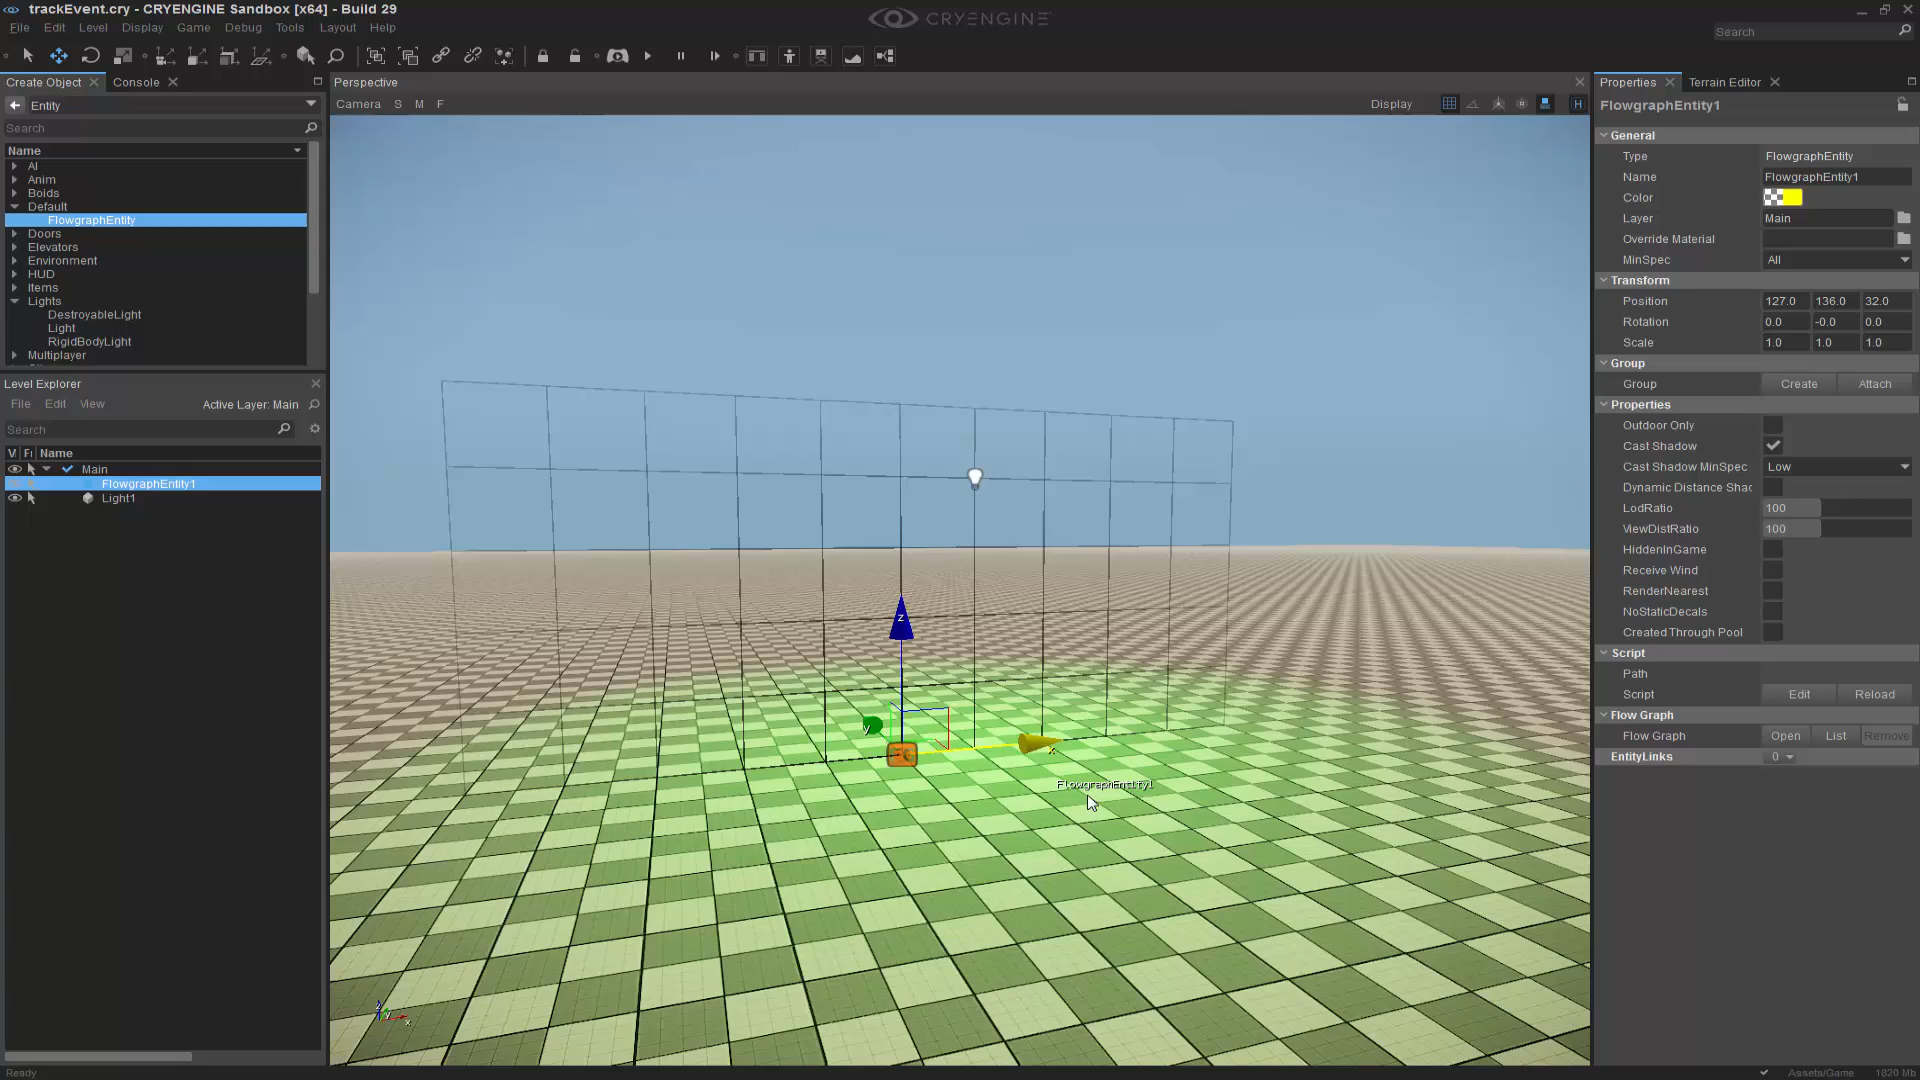 trackEvent.cry - CRYENGINE Sandbox [x64] - Build 29
CRYENGINE
File Edit Level Display Game Debug Tools Layout Help
Search
Create Object
Console
Entity
Search
Name
AI
Anim
Boids
Default
FlowgraphEntity
Doors
Elevators
Environment
HUD
Items
Lights
DestroyableLight
Light
RigidBodyLight
Multiplayer
Level Explorer
File Edit View Active Layer: Main
Search
V Fi Name
Main
FlowgraphEntity1
Light1
Perspective
Camera S M F
Display
H
z
y
x
FlowgraphEntity1
z
y
x
Properties
Terrain Editor
FlowgraphEntity1
General
Type FlowgraphEntity
Name FlowgraphEntity1
Color
Layer Main
Override Material
MinSpec All
Transform
Position 127.0 136.0 32.0
Rotation 0.0 -0.0 0.0
Scale 1.0 1.0 1.0
Group
Group Create Attach
Properties
Outdoor Only
Cast Shadow
Cast Shadow MinSpec Low
Dynamic Distance Shac
LodRatio 100
ViewDistRatio 100
HiddenInGame
Receive Wind
RenderNearest
NoStaticDecals
Created Through Pool
Script
Path
Script Edit Reload
Flow Graph
Flow Graph Open List Remove
EntityLinks 0
Ready
Assets/Game 1820 Mb